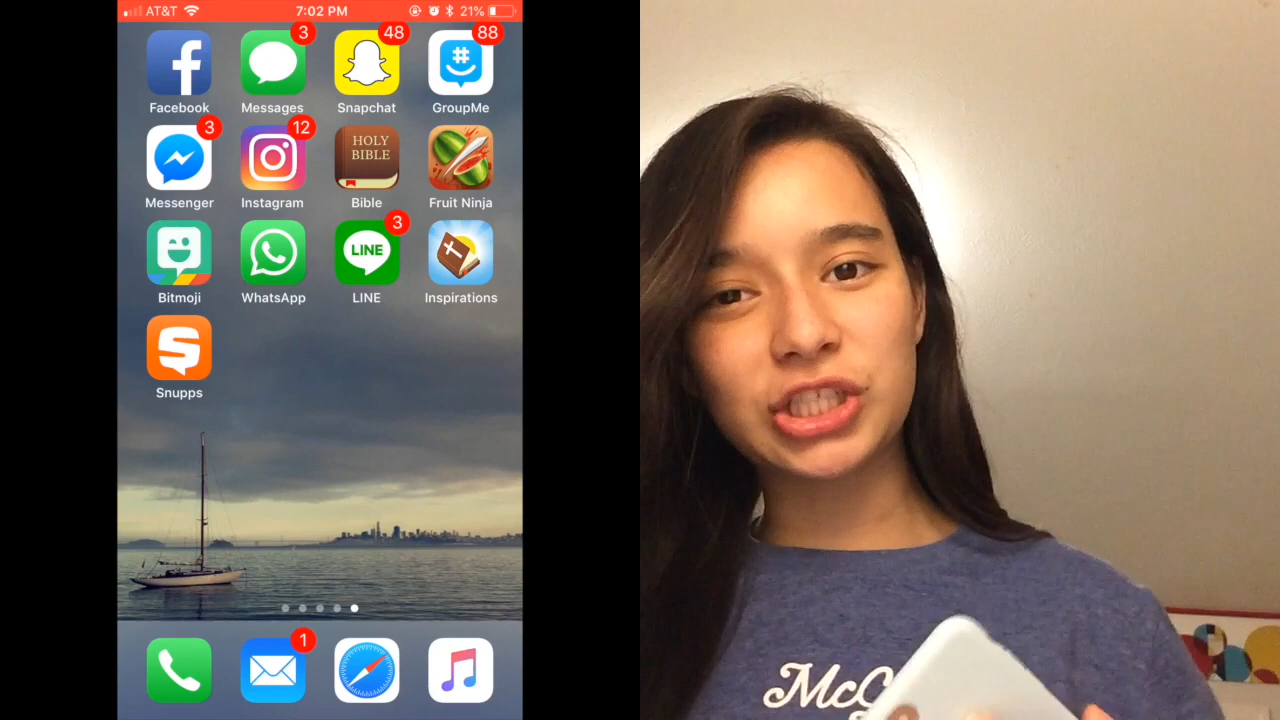 AT&T 7:02 PM 21%
3 48 88
Facebook Messages Snapchat GroupMe
3 12
HOLY
BIBLE
Messenger Instagram Bible Fruit Ninja
3
LINE
Bitmoji WhatsApp LINE Inspirations
S
Snupps
1
McC